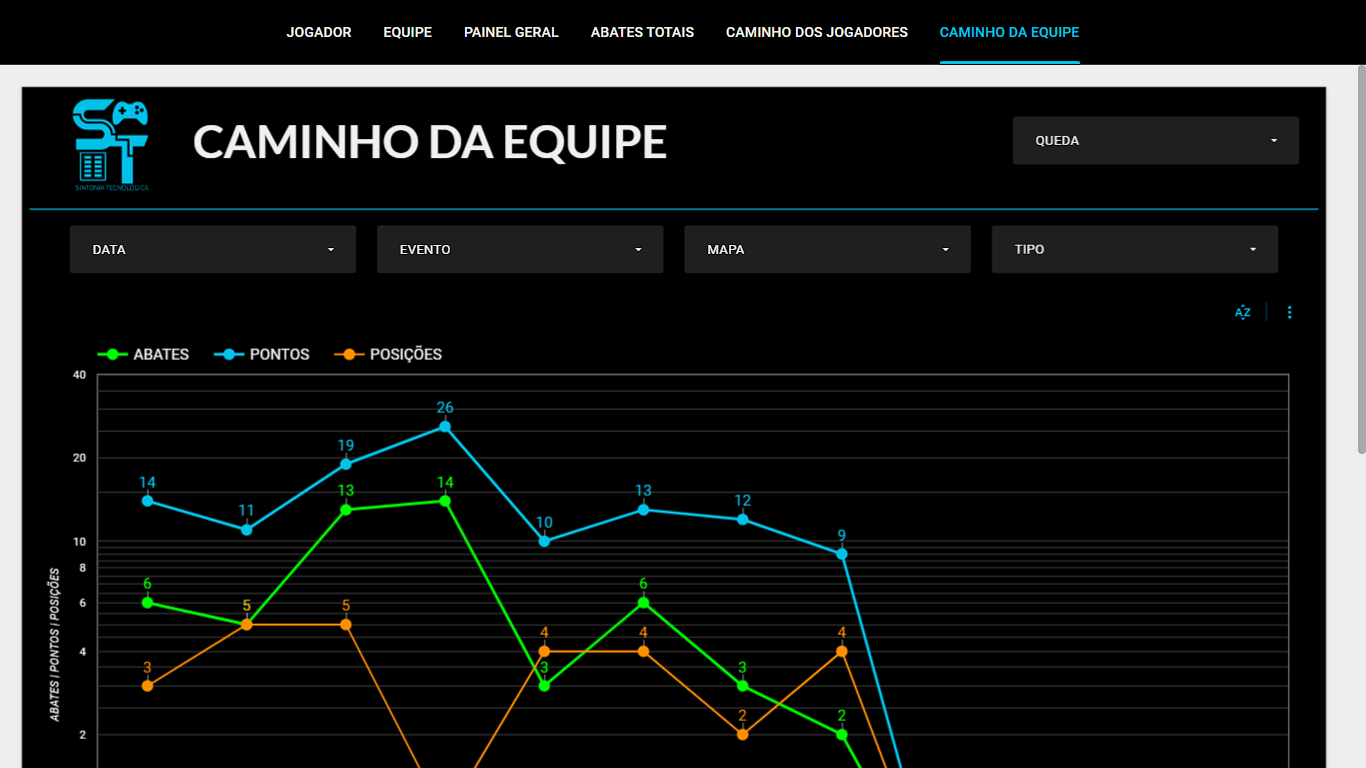 JOGADOR EQUIPE PAINEL GERAL ABATES TOTAIS CAMINHO DOS JOGADORES CAMINHO DA EQUIPE
SINTONIA TECNOLÓGICA
CAMINHO DA EQUIPE
QUEDA
DATA EVENTO MAPA TIPO
AZ
ABATES PONTOS POSIÇÕES
40
20
10
8
6
4
2
ABATES | PONTOS | POSIÇÕES
14 11 19 26 10 13 12 9
6 5 13 14 3 6 3 2
3 5 4 4 2 4